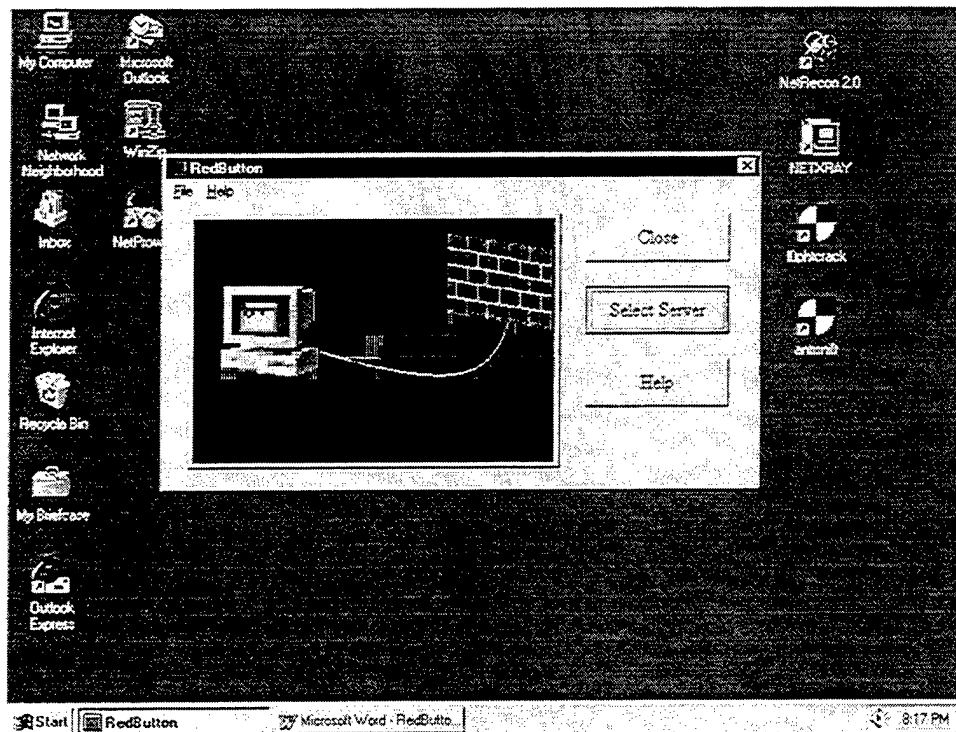 My Computer
Microsoft
Outlook
Network
Neighborhood
WinZip
Inbox
NetProw
Internet
Explorer
Recycle Bin
My Briefcase
Outlook
Express
NetRecon 2.0
NETXRAY
l0phtcrack
RedButton
File Help
Close
Select Server
Help
Start
RedButton
Microsoft Word - RedButto...
8:17 PM